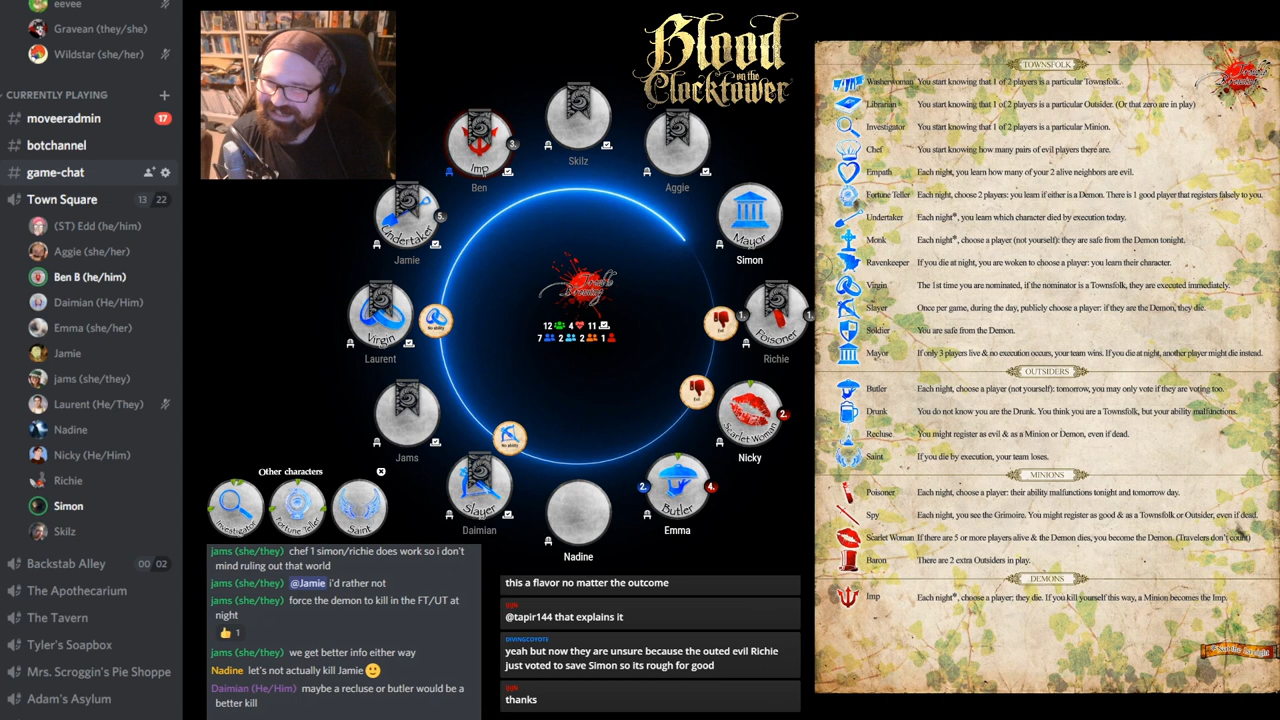 eevee
Gravean (they/she)
Wildstar (she/her)
CURRENTLY PLAYING
# moveeradmin 17
# botchannel
# game-chat
Town Square 13 / 22
(ST) Edd (he/him)
Aggie (she/her)
Ben B (he/him)
Daimian (He/Him)
Emma (she/her)
Jamie
jams (she/they)
Laurent (He/They)
Nadine
Nicky (He/Him)
Richie
Simon
Skilz
Backstab Alley 00 / 02
The Apothecarium
The Tavern
Tyler's Soapbox
Mrs. Scroggin's Pie Shoppe
Adam's Asylum
Blood
on the
Clocktower
Skilz
Aggie
Mayor
Simon
Poisoner
1.
1.
Evil
Richie
Scarlet Woman
2.
Evil
Nicky
Butler
2.
4.
Emma
Nadine
Slayer
No ability
Daimian
Jams
Virgin
No ability
Laurent
Undertaker
5.
Jamie
Imp
3.
Ben
Trouble Brewing
12 4 11
7 2 2 1
Other characters
Investigator
Fortune Teller
Saint
jams (she/they) chef 1 simon/richie does work so i don't
mind ruling out that world
jams (she/they) @Jamie i'd rather not
jams (she/they) force the demon to kill in the FT/UT at
night
👍 1
jams (she/they) we get better info either way
Nadine let's not actually kill Jamie 🙂
Daimian (He/Him) maybe a recluse or butler would be a
better kill
this a flavor no matter the outcome
@tapir144 that explains it
DIVINGCOYOTE
yeah but now they are unsure because the outed evil Richie
just voted to save Simon so its rough for good
thanks
Trouble Brewing
TOWNSFOLK
Washerwoman You start knowing that 1 of 2 players is a particular Townsfolk.
Librarian You start knowing that 1 of 2 players is a particular Outsider. (Or that zero are in play)
Investigator You start knowing that 1 of 2 players is a particular Minion.
Chef You start knowing how many pairs of evil players there are.
Empath Each night, you learn how many of your 2 alive neighbors are evil.
Fortune Teller Each night, choose 2 players: you learn if either is a Demon. There is 1 good player that registers falsely to you.
Undertaker Each night*, you learn which character died by execution today.
Monk Each night*, choose a player (not yourself): they are safe from the Demon tonight.
Ravenkeeper If you die at night, you are woken to choose a player: you learn their character.
Virgin The 1st time you are nominated, if the nominator is a Townsfolk, they are executed immediately.
Slayer Once per game, during the day, publicly choose a player: if they are the Demon, they die.
Soldier You are safe from the Demon.
Mayor If only 3 players live & no execution occurs, your team wins. If you die at night, another player might die instead.
OUTSIDERS
Butler Each night, choose a player (not yourself): tomorrow, you may only vote if they are voting too.
Drunk You do not know you are the Drunk. You think you are a Townsfolk, but your ability malfunctions.
Recluse You might register as evil & as a Minion or Demon, even if dead.
Saint If you die by execution, your team loses.
MINIONS
Poisoner Each night, choose a player: their ability malfunctions tonight and tomorrow day.
Spy Each night, you see the Grimoire. You might register as good & as a Townsfolk or Outsider, even if dead.
Scarlet Woman If there are 5 or more players alive & the Demon dies, you become the Demon. (Travelers don't count)
Baron There are 2 extra Outsiders in play.
DEMONS
Imp Each night*, choose a player: they die. If you kill yourself this way, a Minion becomes the Imp.